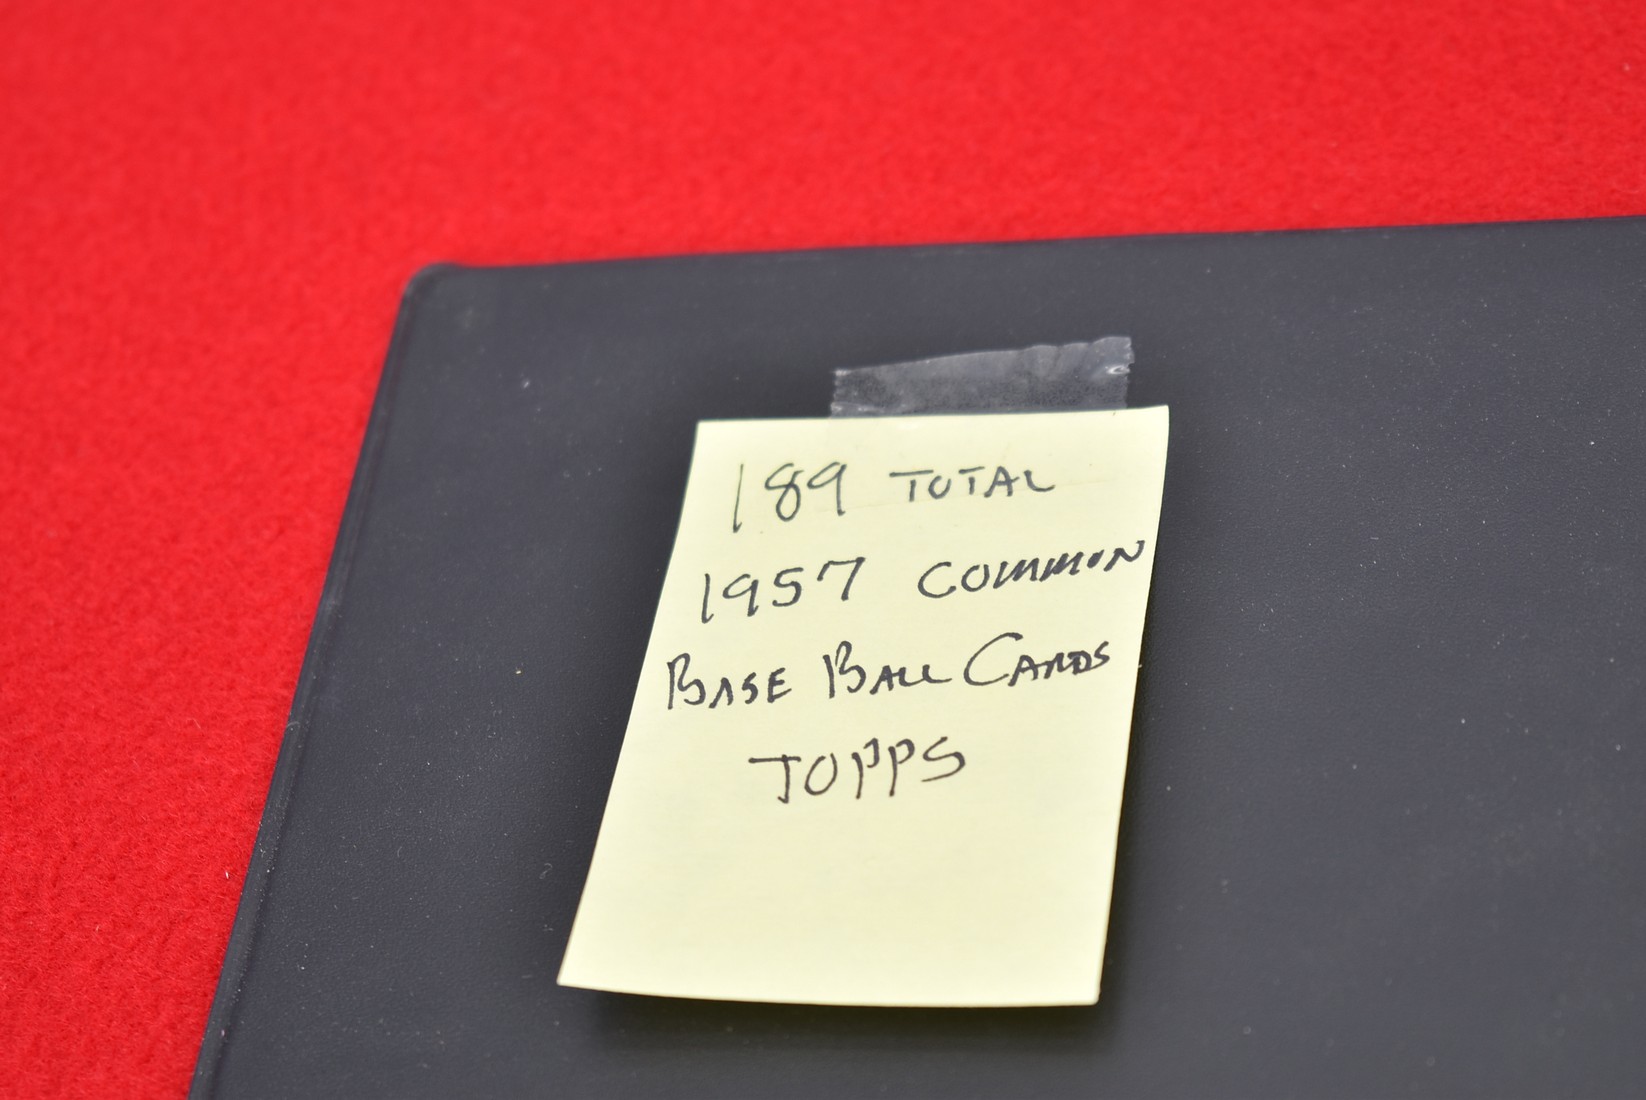 189 TOTAL
1957 COMMON
BASE BALL CARDS
TOPPS